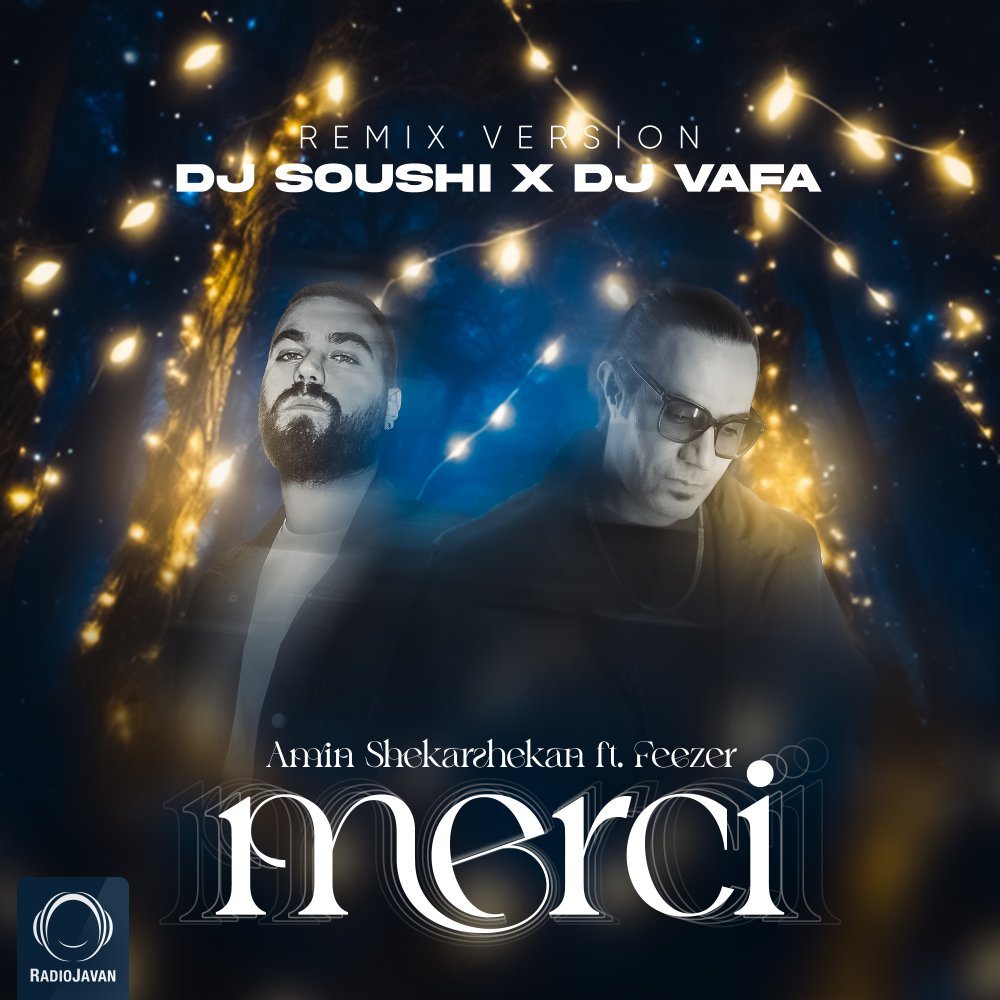 REMIX VERSION
DJ SOUSHI X DJ VAFA
Amin Shekarshekan ft. Feezer
merci
RADIOJAVAN